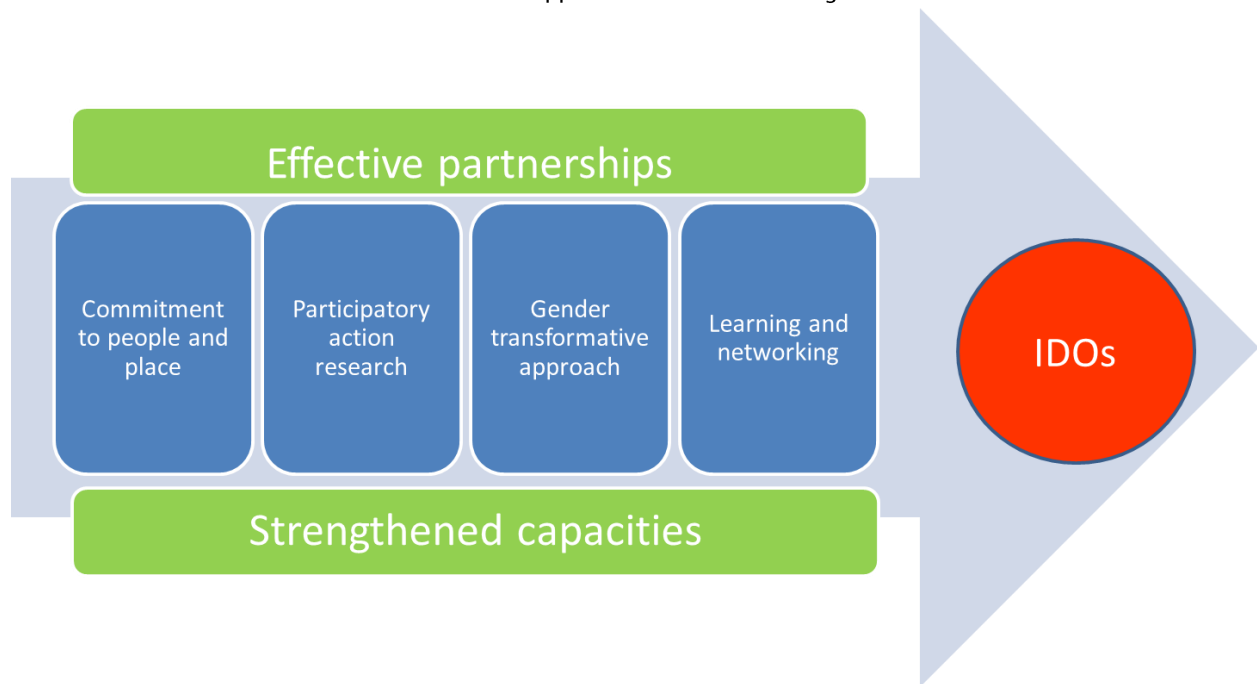 Effective partnerships
Commitment
to people and
place
Participatory
action
research
Gender
transformative
approach
Learning and
networking
IDOs
Strengthened capacities